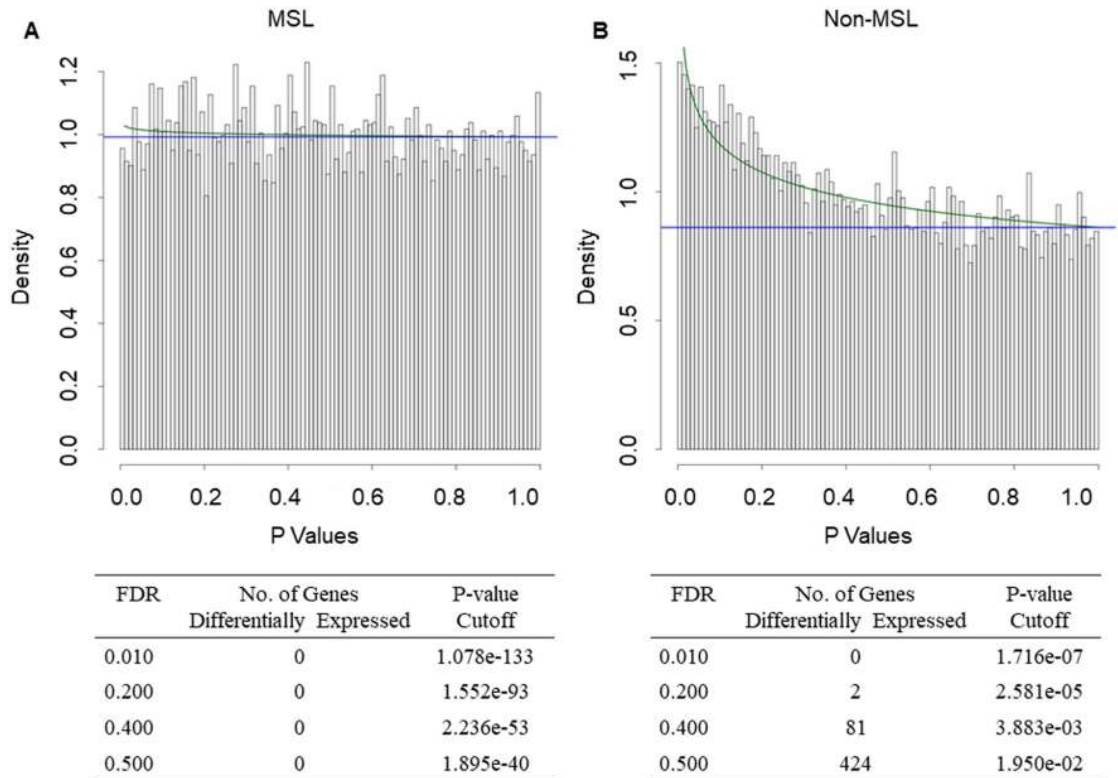 A
MSL
Density
1.2
1.0
0.8
0.6
0.4
0.2
0.0
0.0 0.2 0.4 0.6 0.8 1.0
P Values
FDR No. of Genes P-value
Differentially Expressed Cutoff
0.010 0 1.078e-133
0.200 0 1.552e-93
0.400 0 2.236e-53
0.500 0 1.895e-40
B
Non-MSL
Density
1.5
1.0
0.5
0.0
0.0 0.2 0.4 0.6 0.8 1.0
P Values
FDR No. of Genes P-value
Differentially Expressed Cutoff
0.010 0 1.716e-07
0.200 2 2.581e-05
0.400 81 3.883e-03
0.500 424 1.950e-02